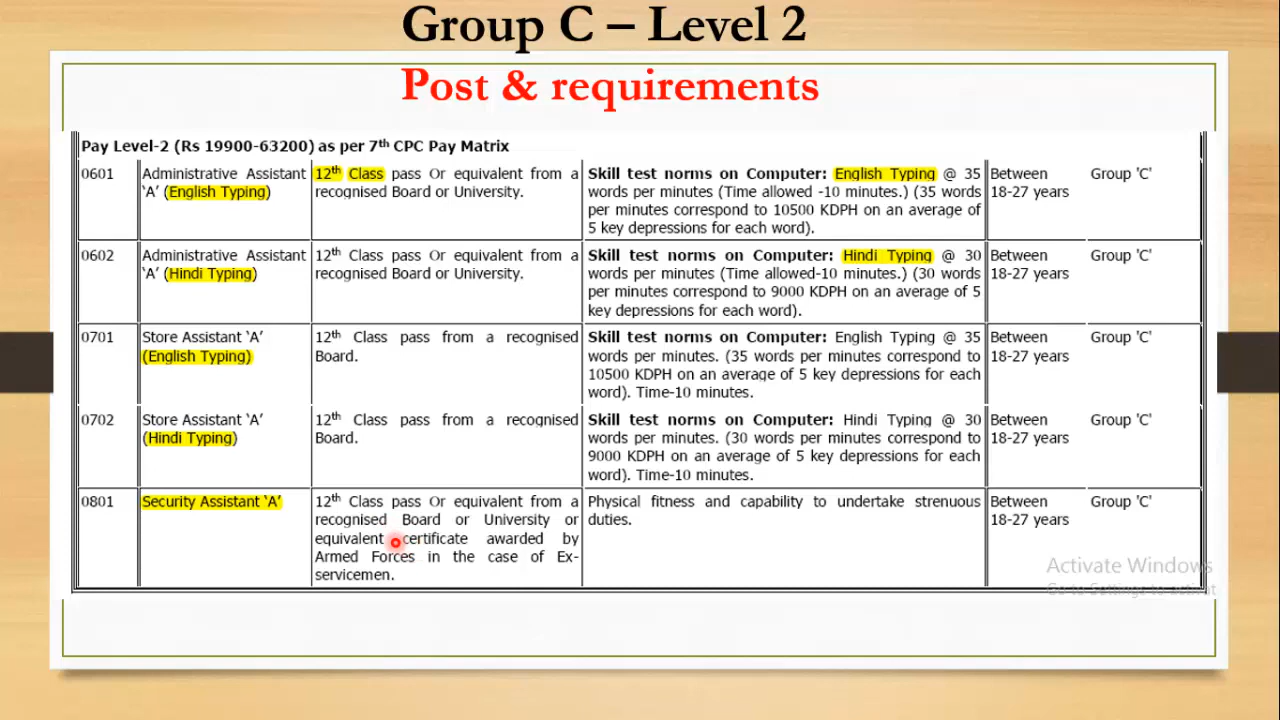 Group C – Level 2
Post & requirements
Pay Level-2 (Rs 19900-63200) as per 7th CPC Pay Matrix
0601
Administrative Assistant
‘A’ (English Typing)
12th Class pass Or equivalent from a
recognised Board or University.
Skill test norms on Computer: English Typing @ 35
words per minutes (Time allowed -10 minutes.) (35 words
per minutes correspond to 10500 KDPH on an average of
5 key depressions for each word).
Between
18-27 years
Group 'C'
0602
Administrative Assistant
‘A’ (Hindi Typing)
12th Class pass Or equivalent from a
recognised Board or University.
Skill test norms on Computer: Hindi Typing @ 30
words per minutes (Time allowed-10 minutes.) (30 words
per minutes correspond to 9000 KDPH on an average of 5
key depressions for each word).
Between
18-27 years
Group 'C'
0701
Store Assistant ‘A’
(English Typing)
12th Class pass from a recognised
Board.
Skill test norms on Computer: English Typing @ 35
words per minutes. (35 words per minutes correspond to
10500 KDPH on an average of 5 key depressions for each
word). Time-10 minutes.
Between
18-27 years
Group 'C'
0702
Store Assistant ‘A’
(Hindi Typing)
12th Class pass from a recognised
Board.
Skill test norms on Computer: Hindi Typing @ 30
words per minutes. (30 words per minutes correspond to
9000 KDPH on an average of 5 key depressions for each
word). Time-10 minutes.
Between
18-27 years
Group 'C'
0801
Security Assistant ‘A’
12th Class pass Or equivalent from a
recognised Board or University or
equivalent certificate awarded by
Armed Forces in the case of Ex-
servicemen.
Physical fitness and capability to undertake strenuous
duties.
Between
18-27 years
Group 'C'
Activate Windows
Go to Settings to activat